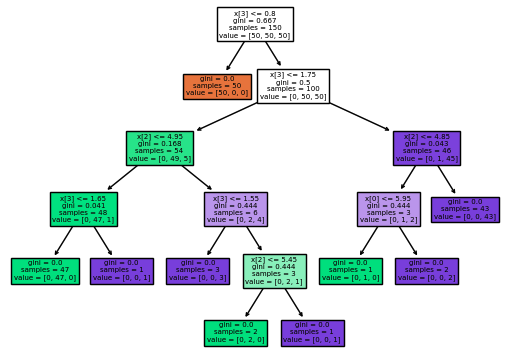 x[3] <= 0.8
gini = 0.667
samples = 150
value = [50, 50, 50]
gini = 0.0
samples = 50
value = [50, 0, 0]
x[3] <= 1.75
gini = 0.5
samples = 100
value = [0, 50, 50]
x[2] <= 4.95
gini = 0.168
samples = 54
value = [0, 49, 5]
x[2] <= 4.85
gini = 0.043
samples = 46
value = [0, 1, 45]
x[3] <= 1.65
gini = 0.041
samples = 48
value = [0, 47, 1]
x[3] <= 1.55
gini = 0.444
samples = 6
value = [0, 2, 4]
x[0] <= 5.95
gini = 0.444
samples = 3
value = [0, 1, 2]
gini = 0.0
samples = 43
value = [0, 0, 43]
gini = 0.0
samples = 47
value = [0, 47, 0]
gini = 0.0
samples = 1
value = [0, 0, 1]
gini = 0.0
samples = 3
value = [0, 0, 3]
x[2] <= 5.45
gini = 0.444
samples = 3
value = [0, 2, 1]
gini = 0.0
samples = 1
value = [0, 1, 0]
gini = 0.0
samples = 2
value = [0, 0, 2]
gini = 0.0
samples = 2
value = [0, 2, 0]
gini = 0.0
samples = 1
value = [0, 0, 1]